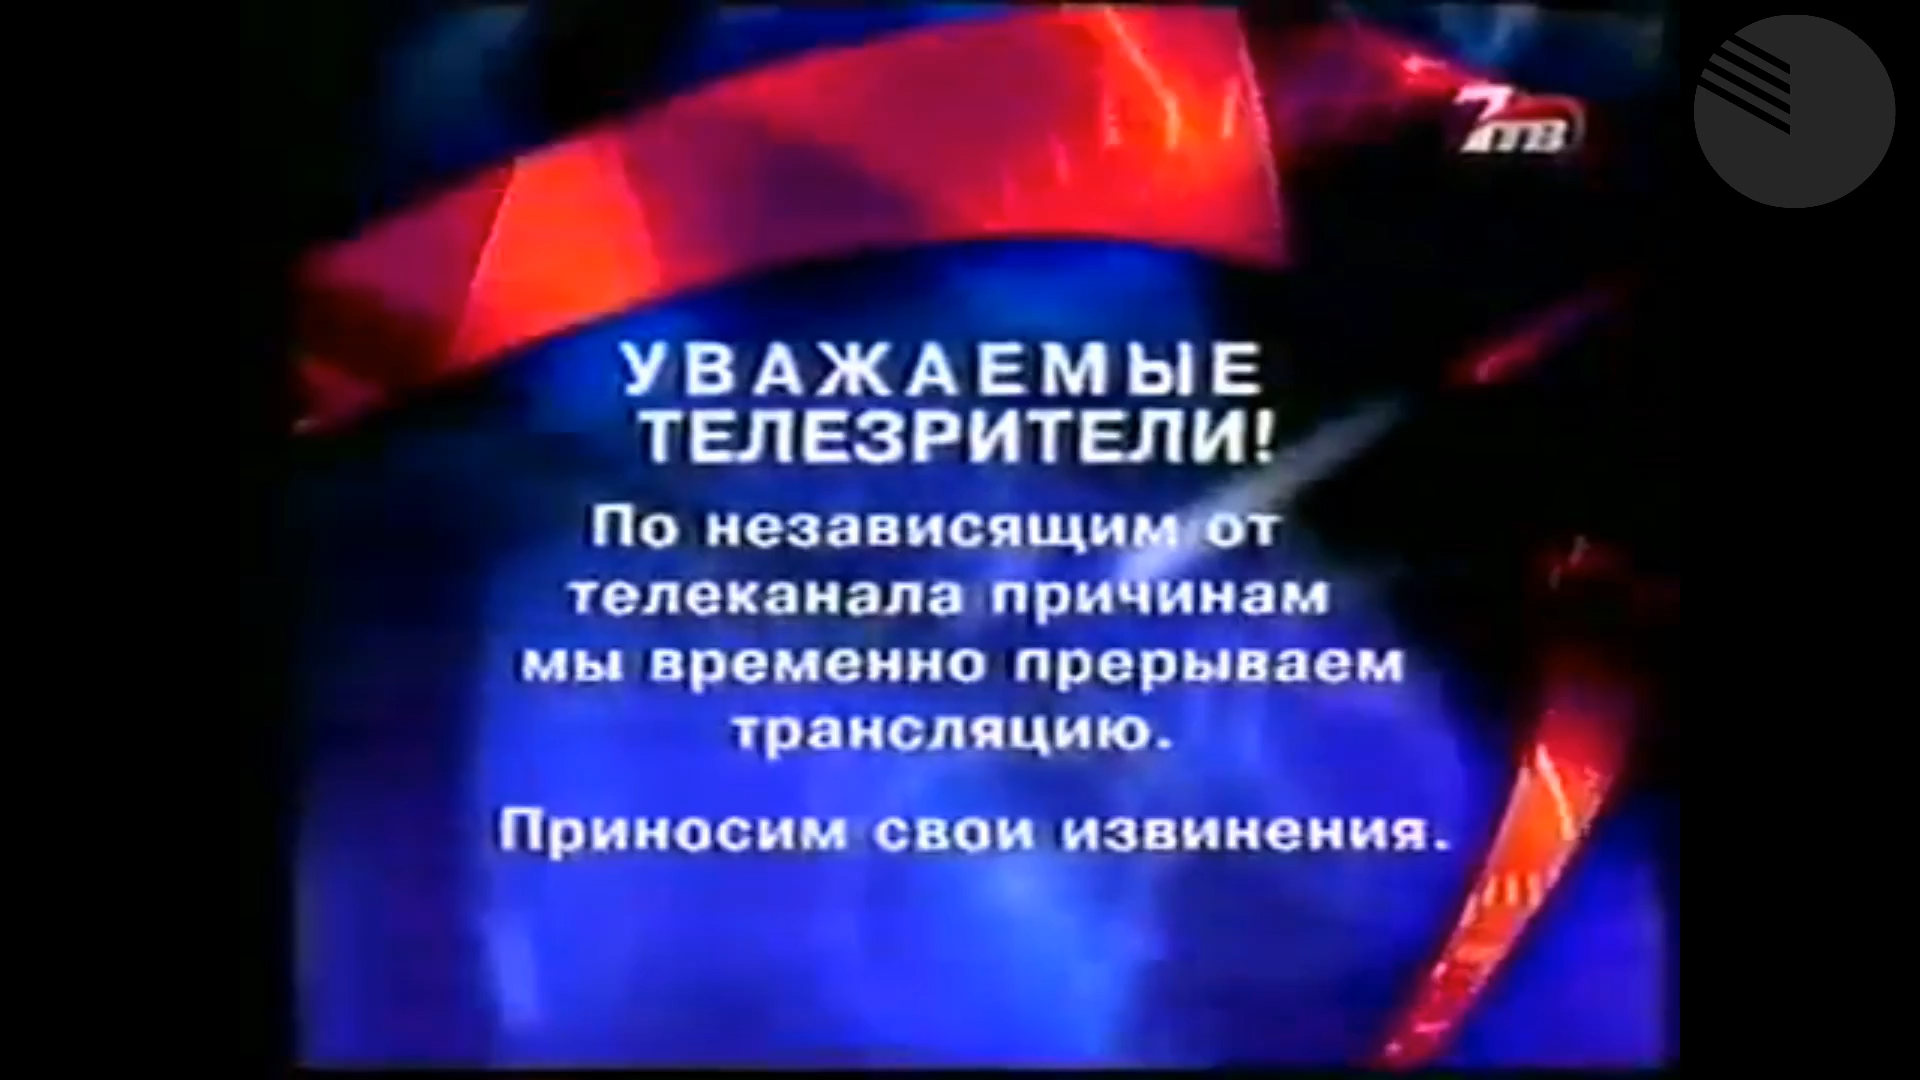 7ТВ
УВАЖАЕМЫЕ
ТЕЛЕЗРИТЕЛИ!
По независящим от
телеканала причинам
мы временно прерываем
трансляцию.
Приносим свои извинения.